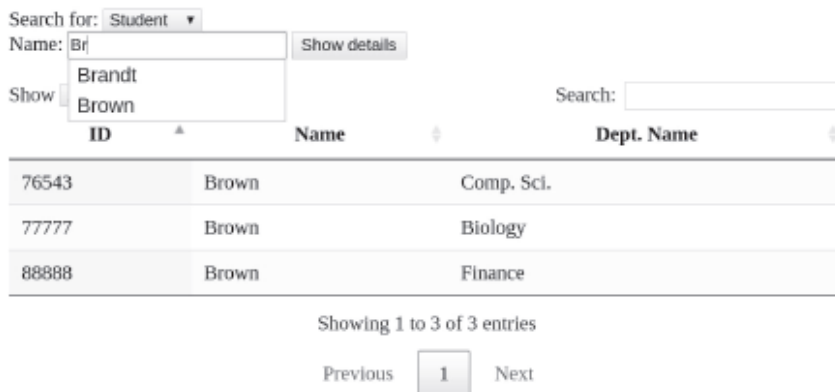 Search for: Student
Name: Br Show details
Brandt
Show Search:
Brown
ID Name Dept. Name
76543 Brown Comp. Sci.
77777 Brown Biology
88888 Brown Finance
Showing 1 to 3 of 3 entries
Previous 1 Next